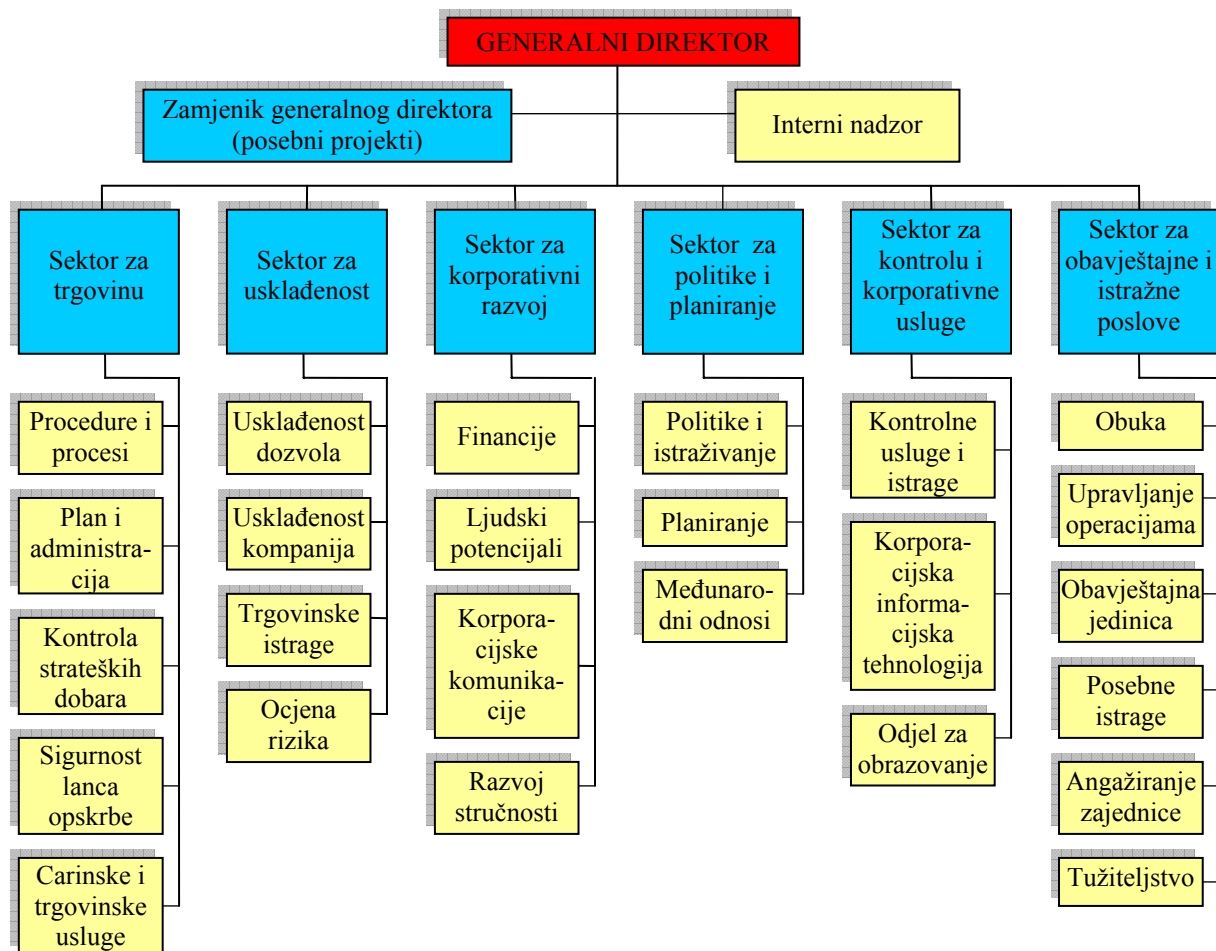 GENERALNI DIREKTOR
Zamjenik generalnog direktora
(posebni projekti)
Interni nadzor
Sektor za
trgovinu
Sektor za
usklađenost
Sektor za
korporativni
razvoj
Sektor za
politike i
planiranje
Sektor za
kontrolu i
korporativne
usluge
Sektor za
obavještajne i
istražne
poslove
Procedure i
procesi
Plan i
administra-
cija
Kontrola
strateških
dobara
Sigurnost
lanca
opskrbe
Carinske i
trgovinske
usluge
Usklađenost
dozvola
Usklađenost
kompanija
Trgovinske
istrage
Ocjena
rizika
Financije
Ljudski
potencijali
Korpora-
cijske
komunika-
cije
Razvoj
stručnosti
Politike i
istraživanje
Planiranje
Međunaro-
dni odnosi
Kontrolne
usluge i
istrage
Korpora-
cijska
informa-
cijska
tehnologija
Odjel za
obrazovanje
Obuka
Upravljanje
operacijama
Obavještajna
jedinica
Posebne
istrage
Angažiranje
zajednice
Tužiteljstvo